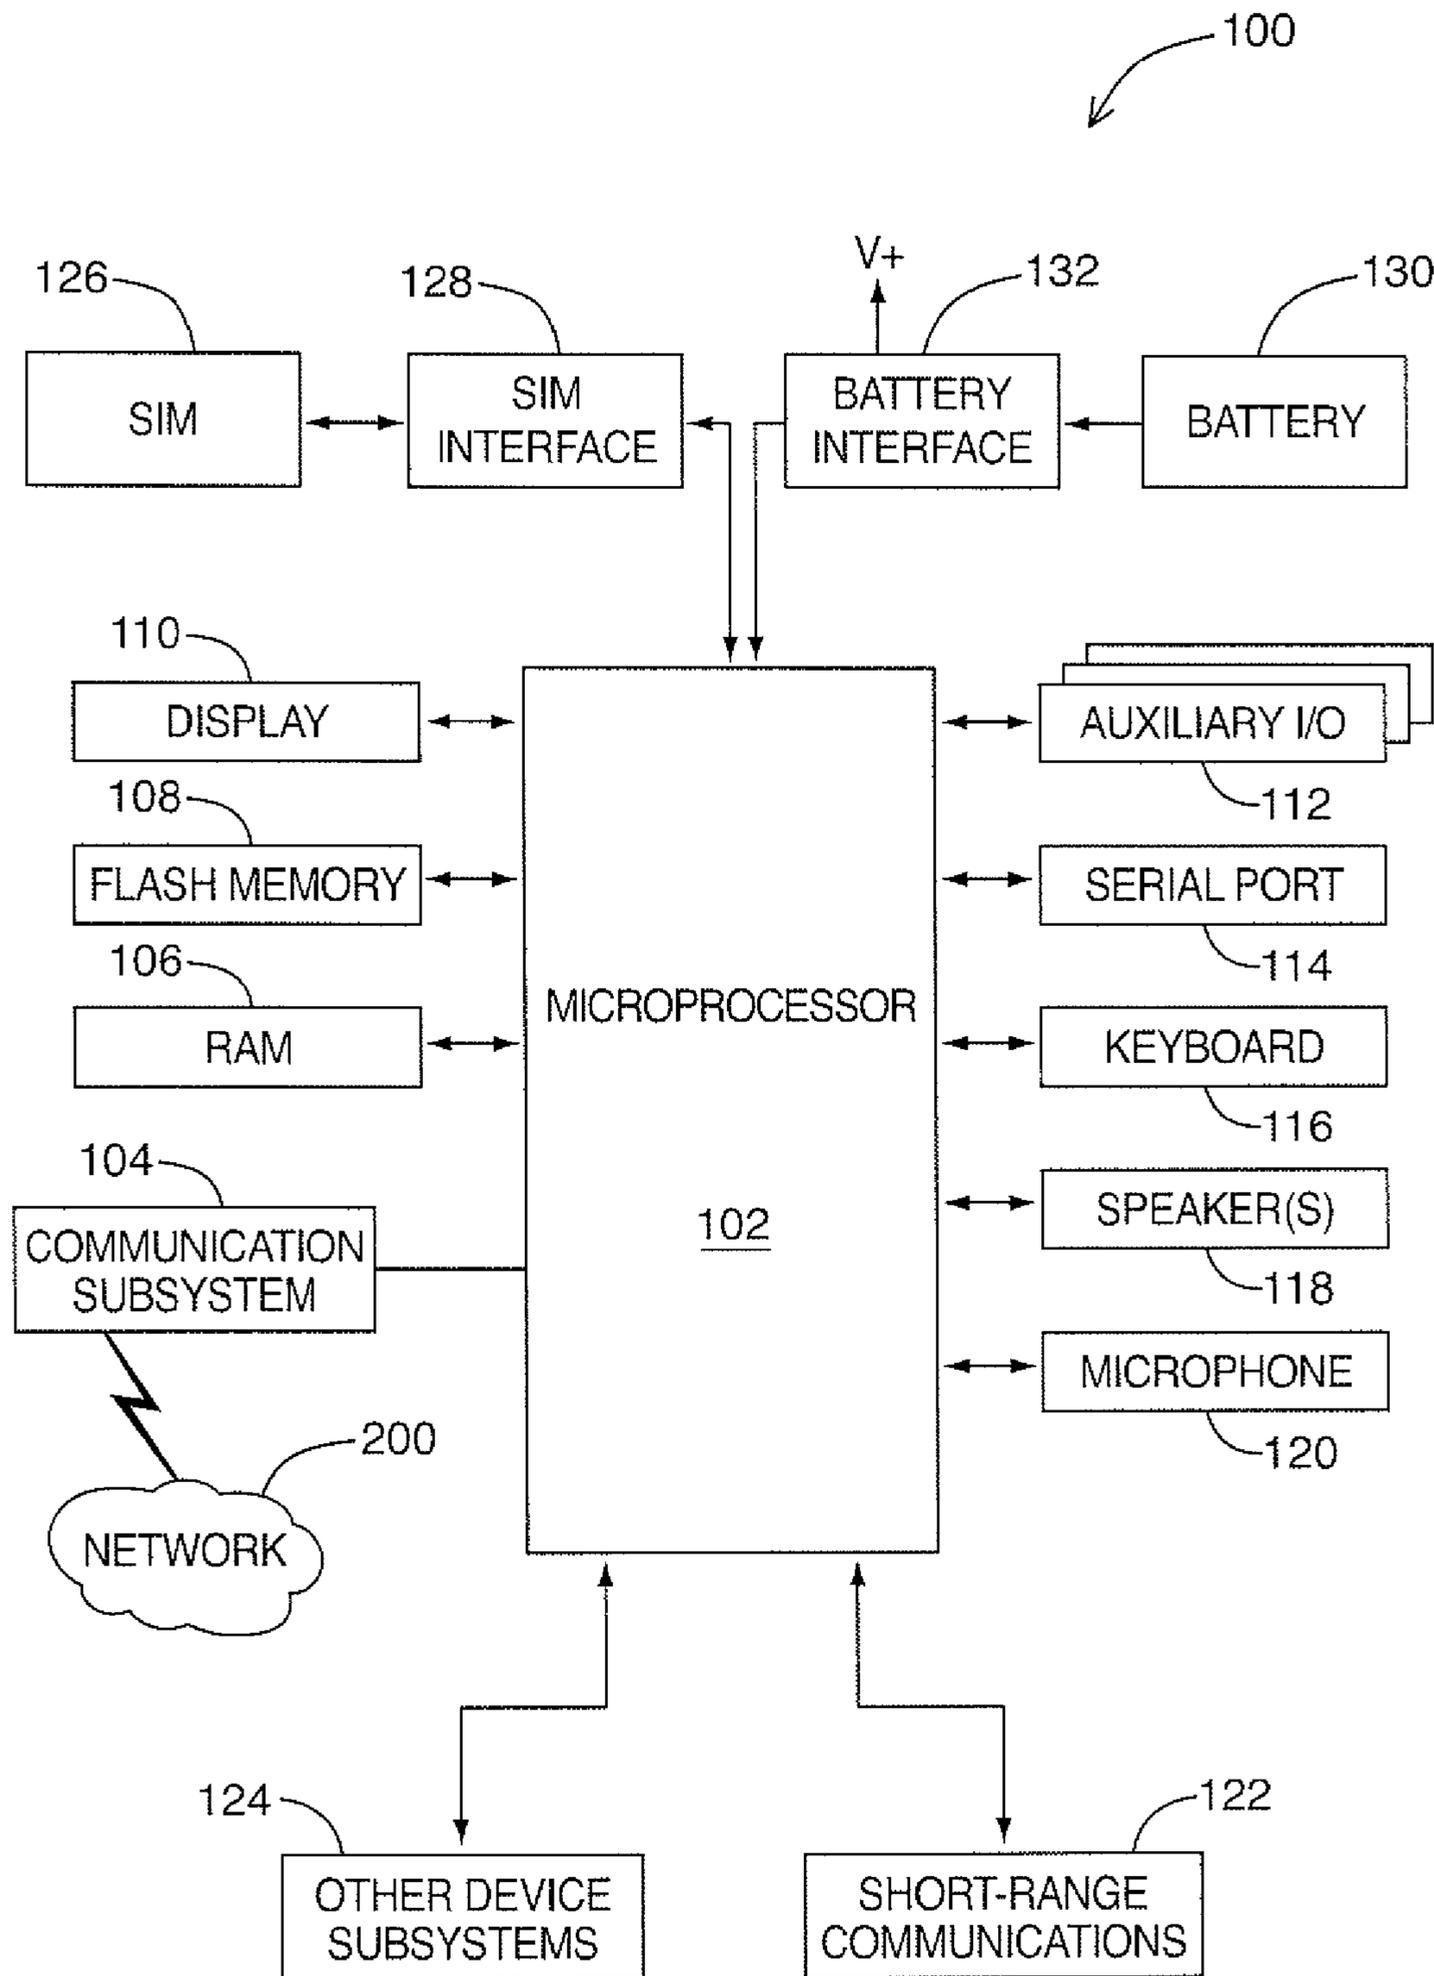 100
V+
126
128
132
130
SIM
SIM
INTERFACE
BATTERY
INTERFACE
BATTERY
110
DISPLAY
AUXILIARY I/O
112
108
FLASH MEMORY
SERIAL PORT
114
106
RAM
MICROPROCESSOR
102
KEYBOARD
116
104
COMMUNICATION
SUBSYSTEM
SPEAKER(S)
118
MICROPHONE
120
200
NETWORK
124
OTHER DEVICE
SUBSYSTEMS
122
SHORT-RANGE
COMMUNICATIONS